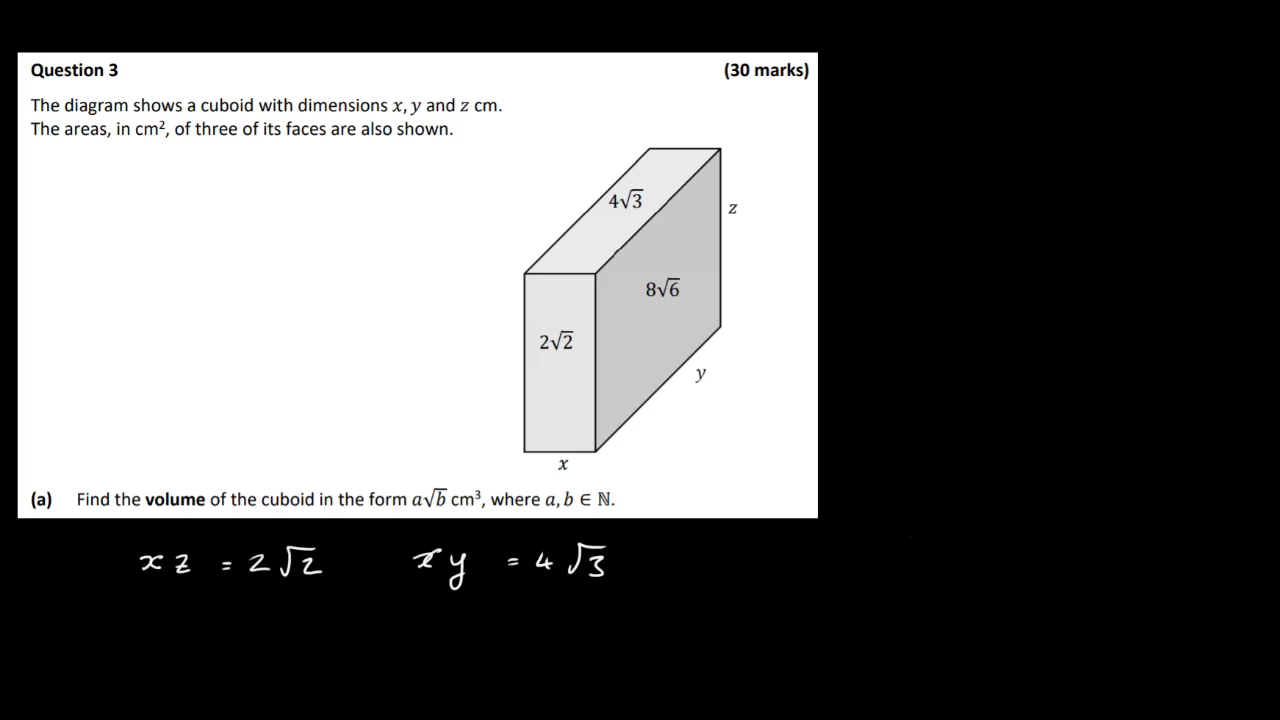 Question 3 (30 marks)
The diagram shows a cuboid with dimensions x, y and z cm.
The areas, in cm², of three of its faces are also shown.
4√3
z
8√6
2√2
y
x
(a) Find the volume of the cuboid in the form a√b cm³, where a, b ∈ ℕ.
xz = 2√2 xy = 4√3